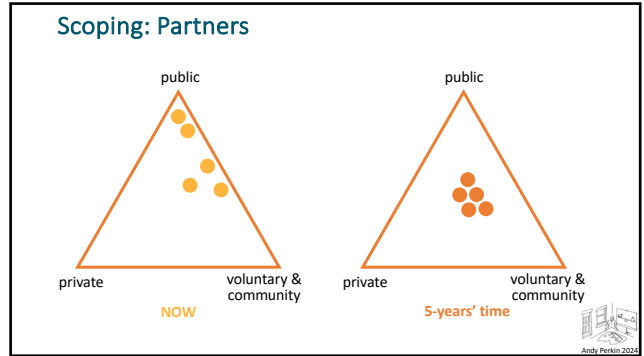 Scoping: Partners
public
private
voluntary &
community
NOW
public
private
voluntary &
community
5-years' time
Andy Perkin 2024